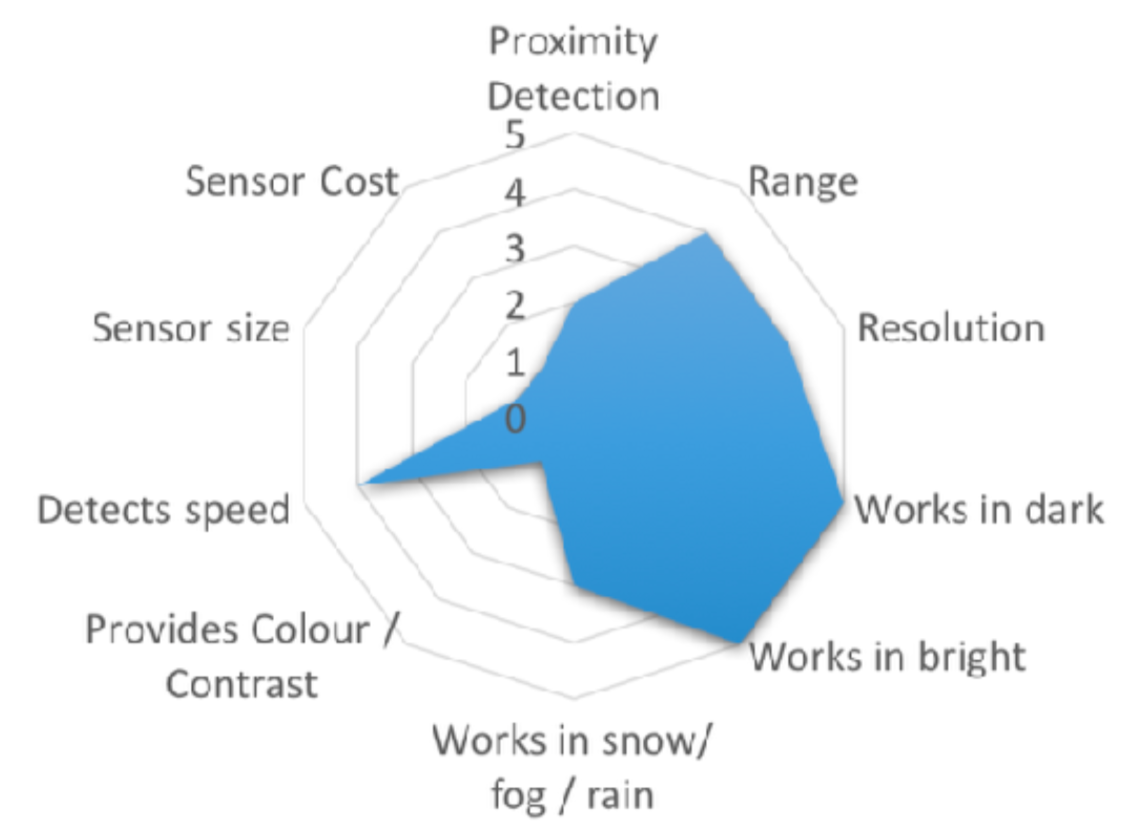 Proximity
Detection
5
Sensor Cost
Range
4
3
2
Sensor size
Resolution
1
0
Detects speed
Works in dark
Provides Colour /
Contrast
Works in bright
Works in snow/
fog / rain